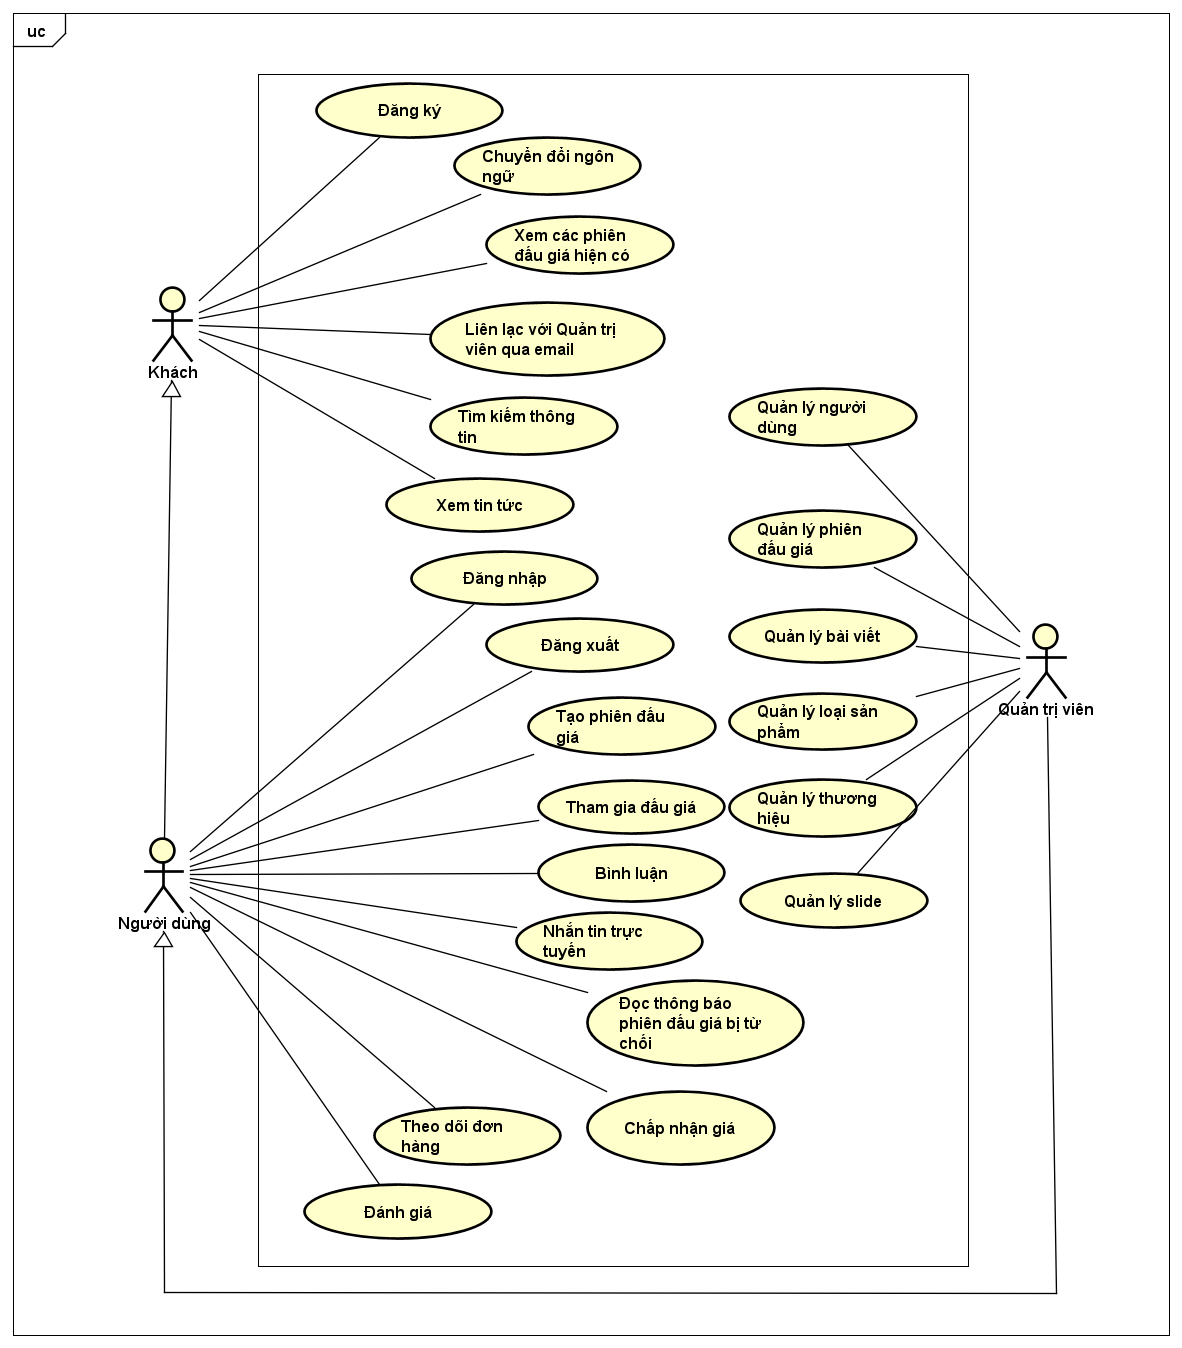 uc
Đăng ký
Chuyển đổi ngôn
ngữ
Xem các phiên
đấu giá hiện có
Liên lạc với Quản trị
viên qua email
Khách
Tìm kiếm thông
tin
Xem tin tức
Quản lý người
dùng
Quản lý phiên
đấu giá
Đăng nhập
Đăng xuất
Quản lý bài viết
Tạo phiên đấu
giá
Quản lý loại sản
phẩm
Quản trị viên
Tham gia đấu giá
Quản lý thương
hiệu
Bình luận
Quản lý slide
Người dùng
Nhắn tin trực
tuyến
Đọc thông báo
phiên đấu giá bị từ
chối
Chấp nhận giá
Theo dõi đơn
hàng
Đánh giá